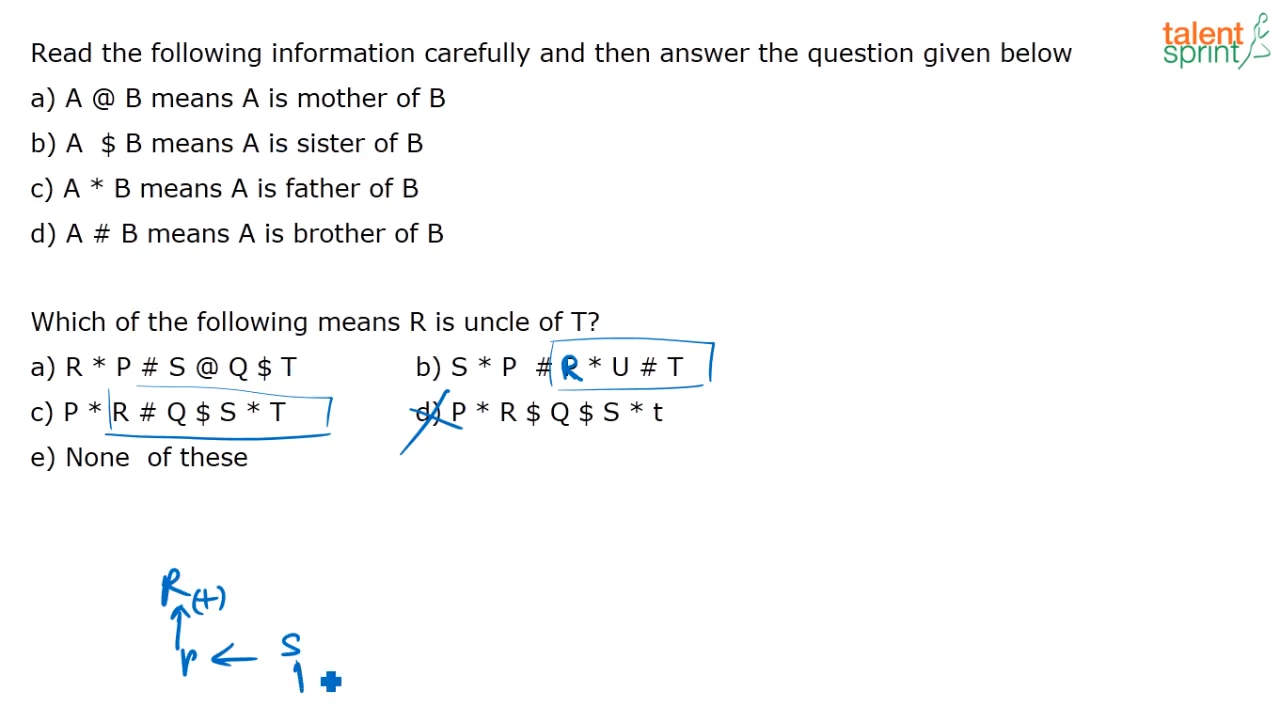 talent
sprint
Read the following information carefully and then answer the question given below
a) A @ B means A is mother of B
b) A $ B means A is sister of B
c) A * B means A is father of B
d) A # B means A is brother of B
Which of the following means R is uncle of T?
a) R * P # S @ Q $ T b) S * P # R * U # T
c) P * R # Q $ S * T d) P * R $ Q $ S * t
e) None of these
R (+)
P ← S